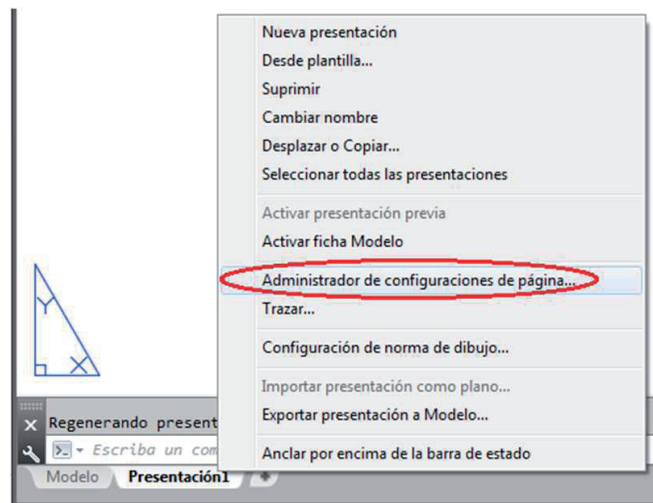 Nueva presentación
Desde plantilla...
Suprimir
Cambiar nombre
Desplazar o Copiar...
Seleccionar todas las presentaciones
Activar presentación previa
Activar ficha Modelo
Administrador de configuraciones de página...
Trazar...
Configuración de norma de dibujo...
Importar presentación como plano...
Exportar presentación a Modelo...
Anclar por encima de la barra de estado
Y
X
Regenerando present
Escriba un com
Modelo Presentación1 +